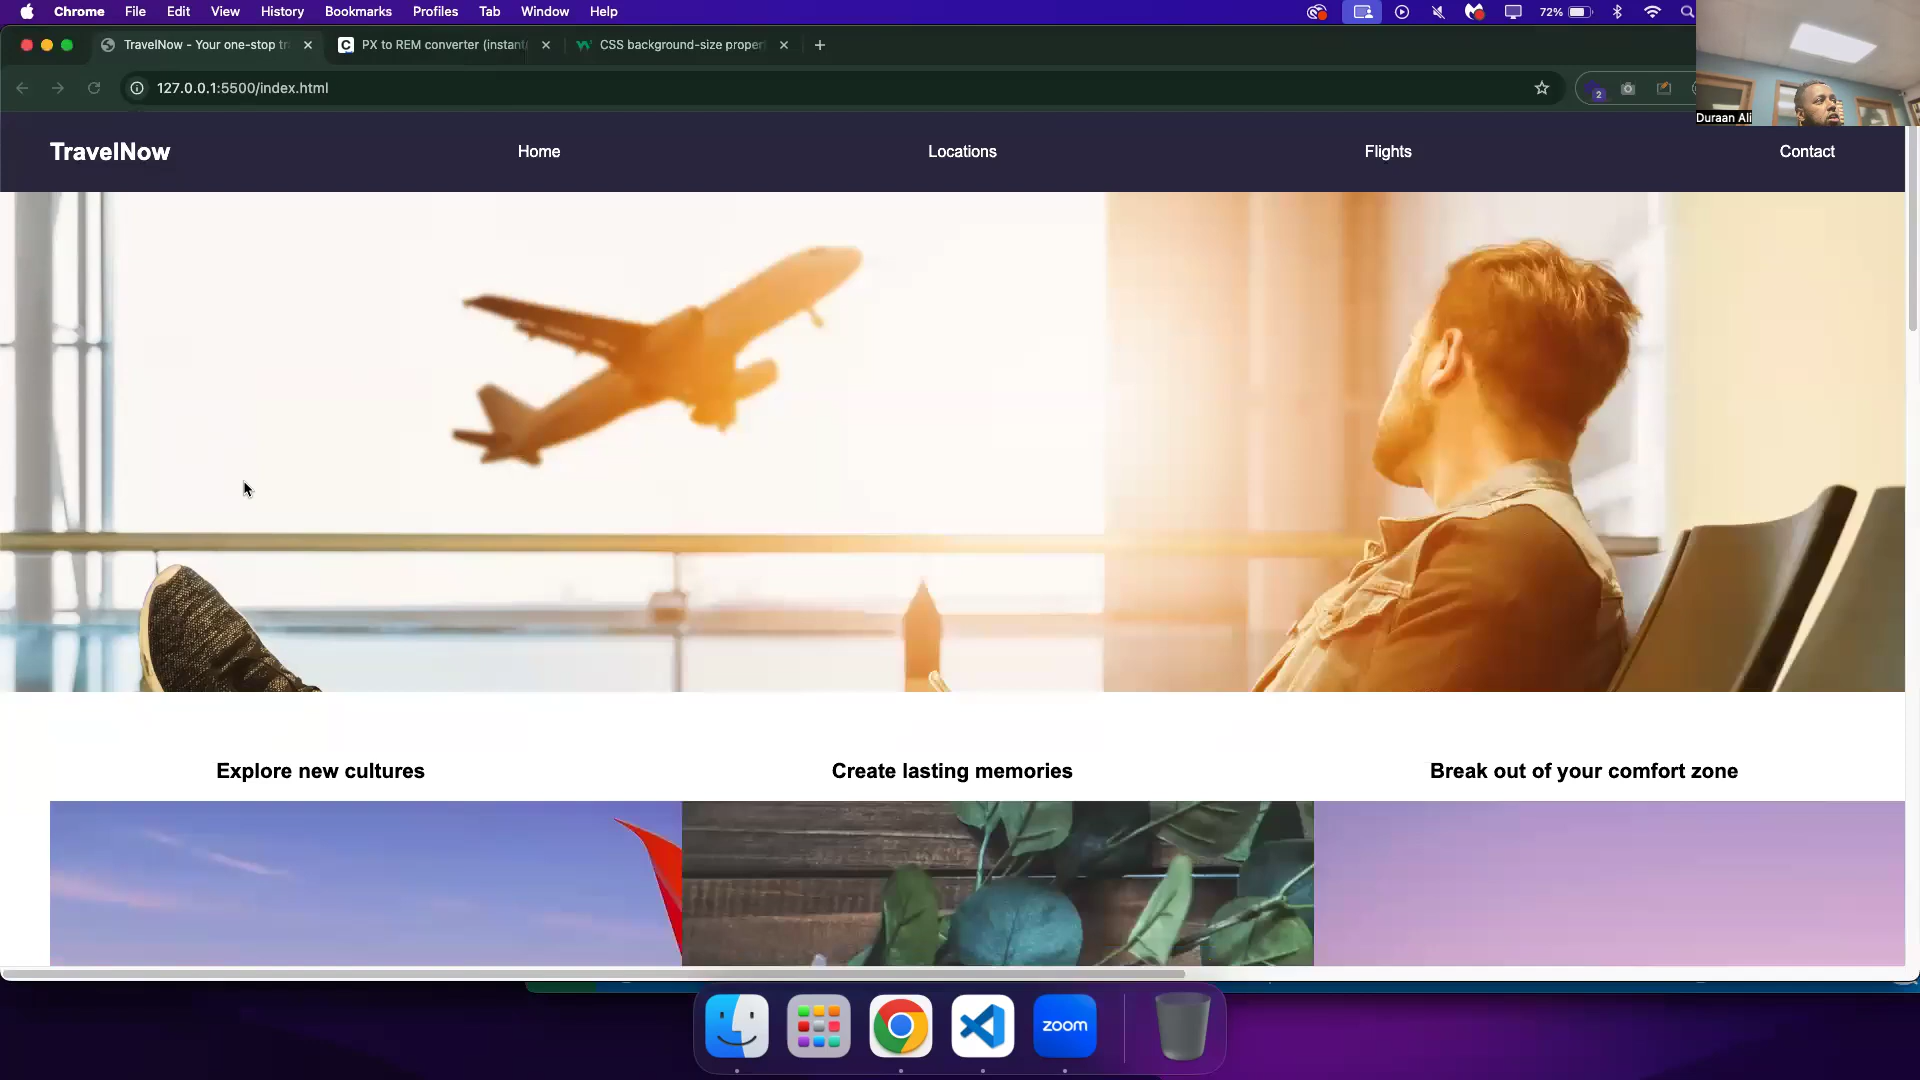 Chrome File Edit View History Bookmarks Profiles Tab Window Help 72%
TravelNow - Your one-stop tr PX to REM converter (instant CSS background-size proper
127.0.0.1:5500/index.html 2
Duraan Ali
TravelNow Home Locations Flights Contact
Explore new cultures Create lasting memories Break out of your comfort zone
zoom